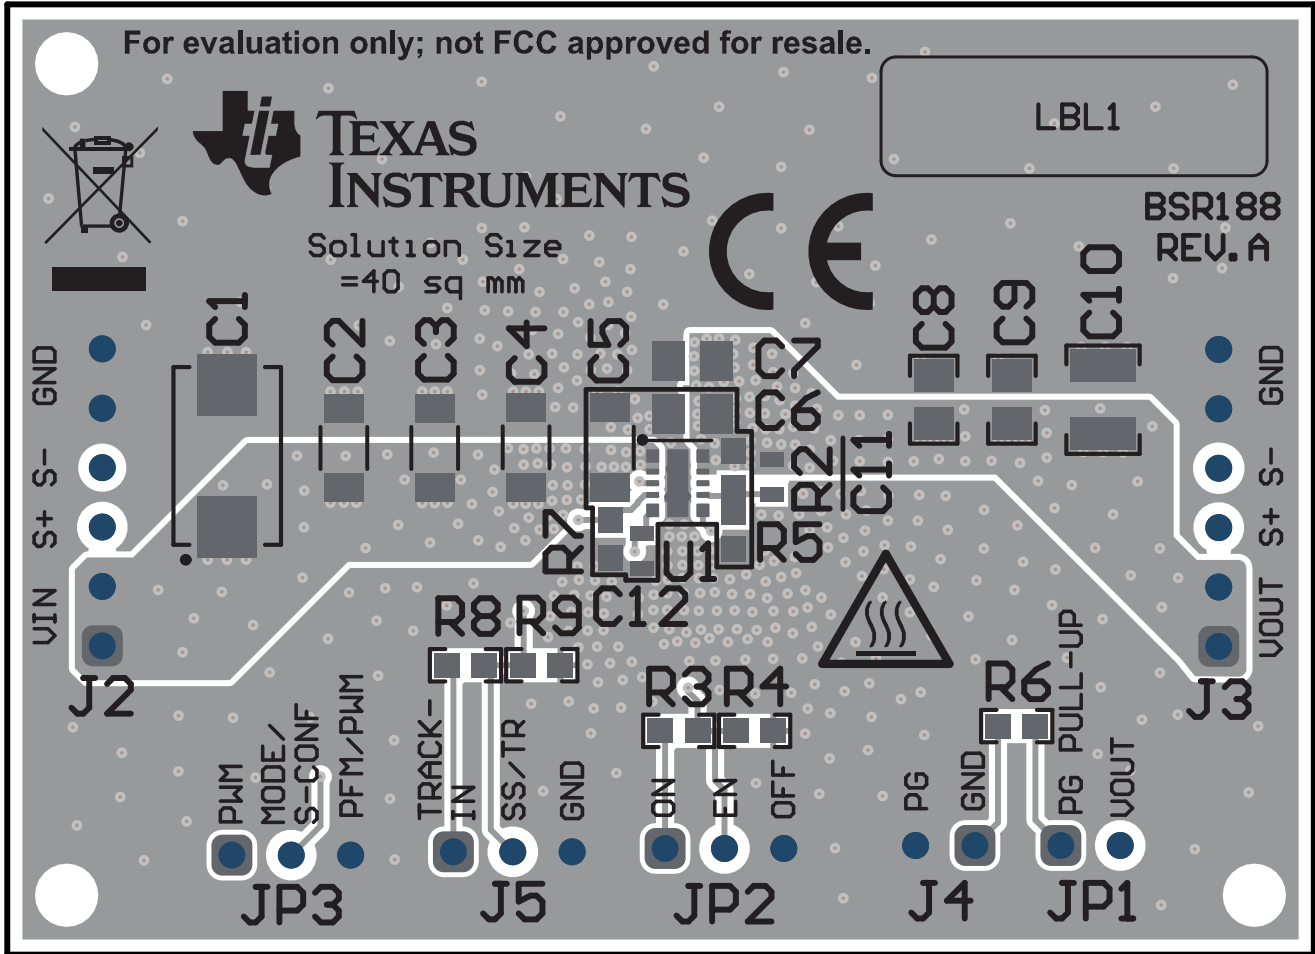 For evaluation only; not FCC approved for resale.
TEXAS
INSTRUMENTS
LBL1
BSR188
REV.A
Solution Size
=40 sq mm
CE
C1
C2
C3
C4
C5
C7
C6
C8
C9
C10
R2
C11
R5
R7
U1
C12
GND
S-
S+
VIN
J2
GND
S-
S+
VOUT
J3
R8
R9
R3
R4
R6
PWM
MODE/
S-CONF
PFM/PWM
TRACK-
IN
SS/TR
GND
ON
EN
OFF
PG
GND
PG PULL-UP
VOUT
JP3
J5
JP2
J4
JP1